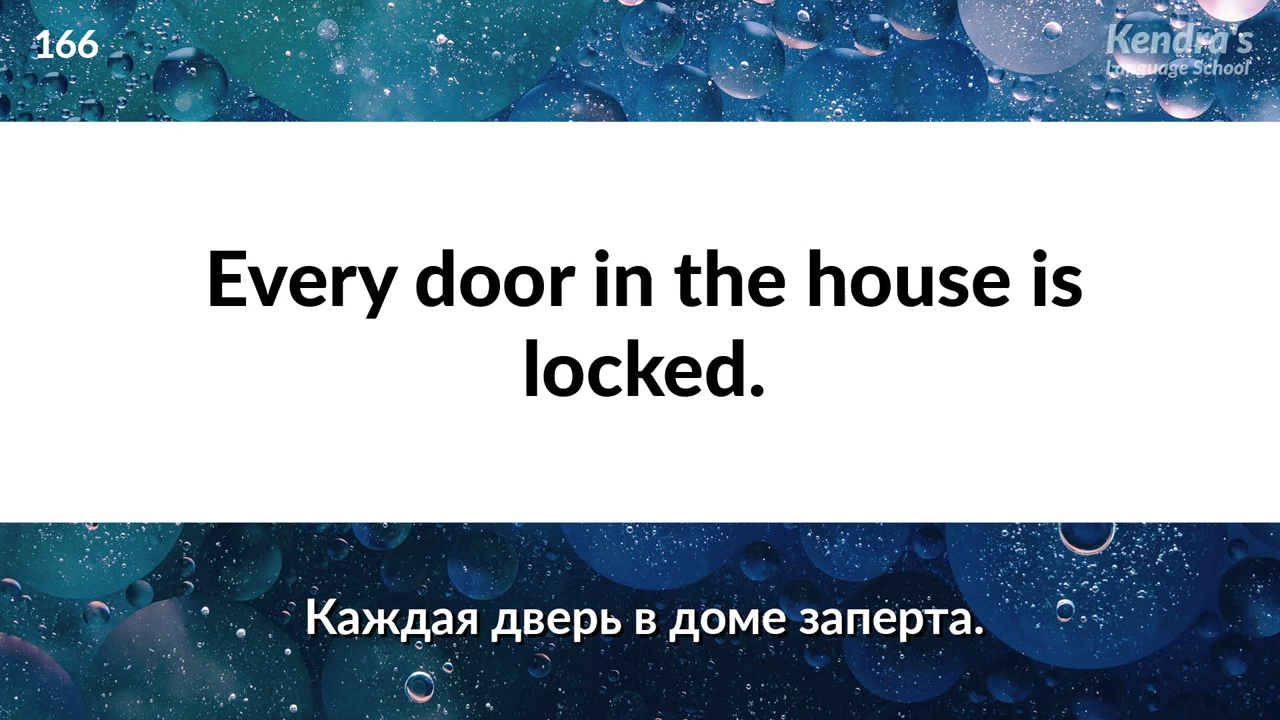 166
Kendra's
Language School
Every door in the house is
locked.
Каждая дверь в доме заперта.